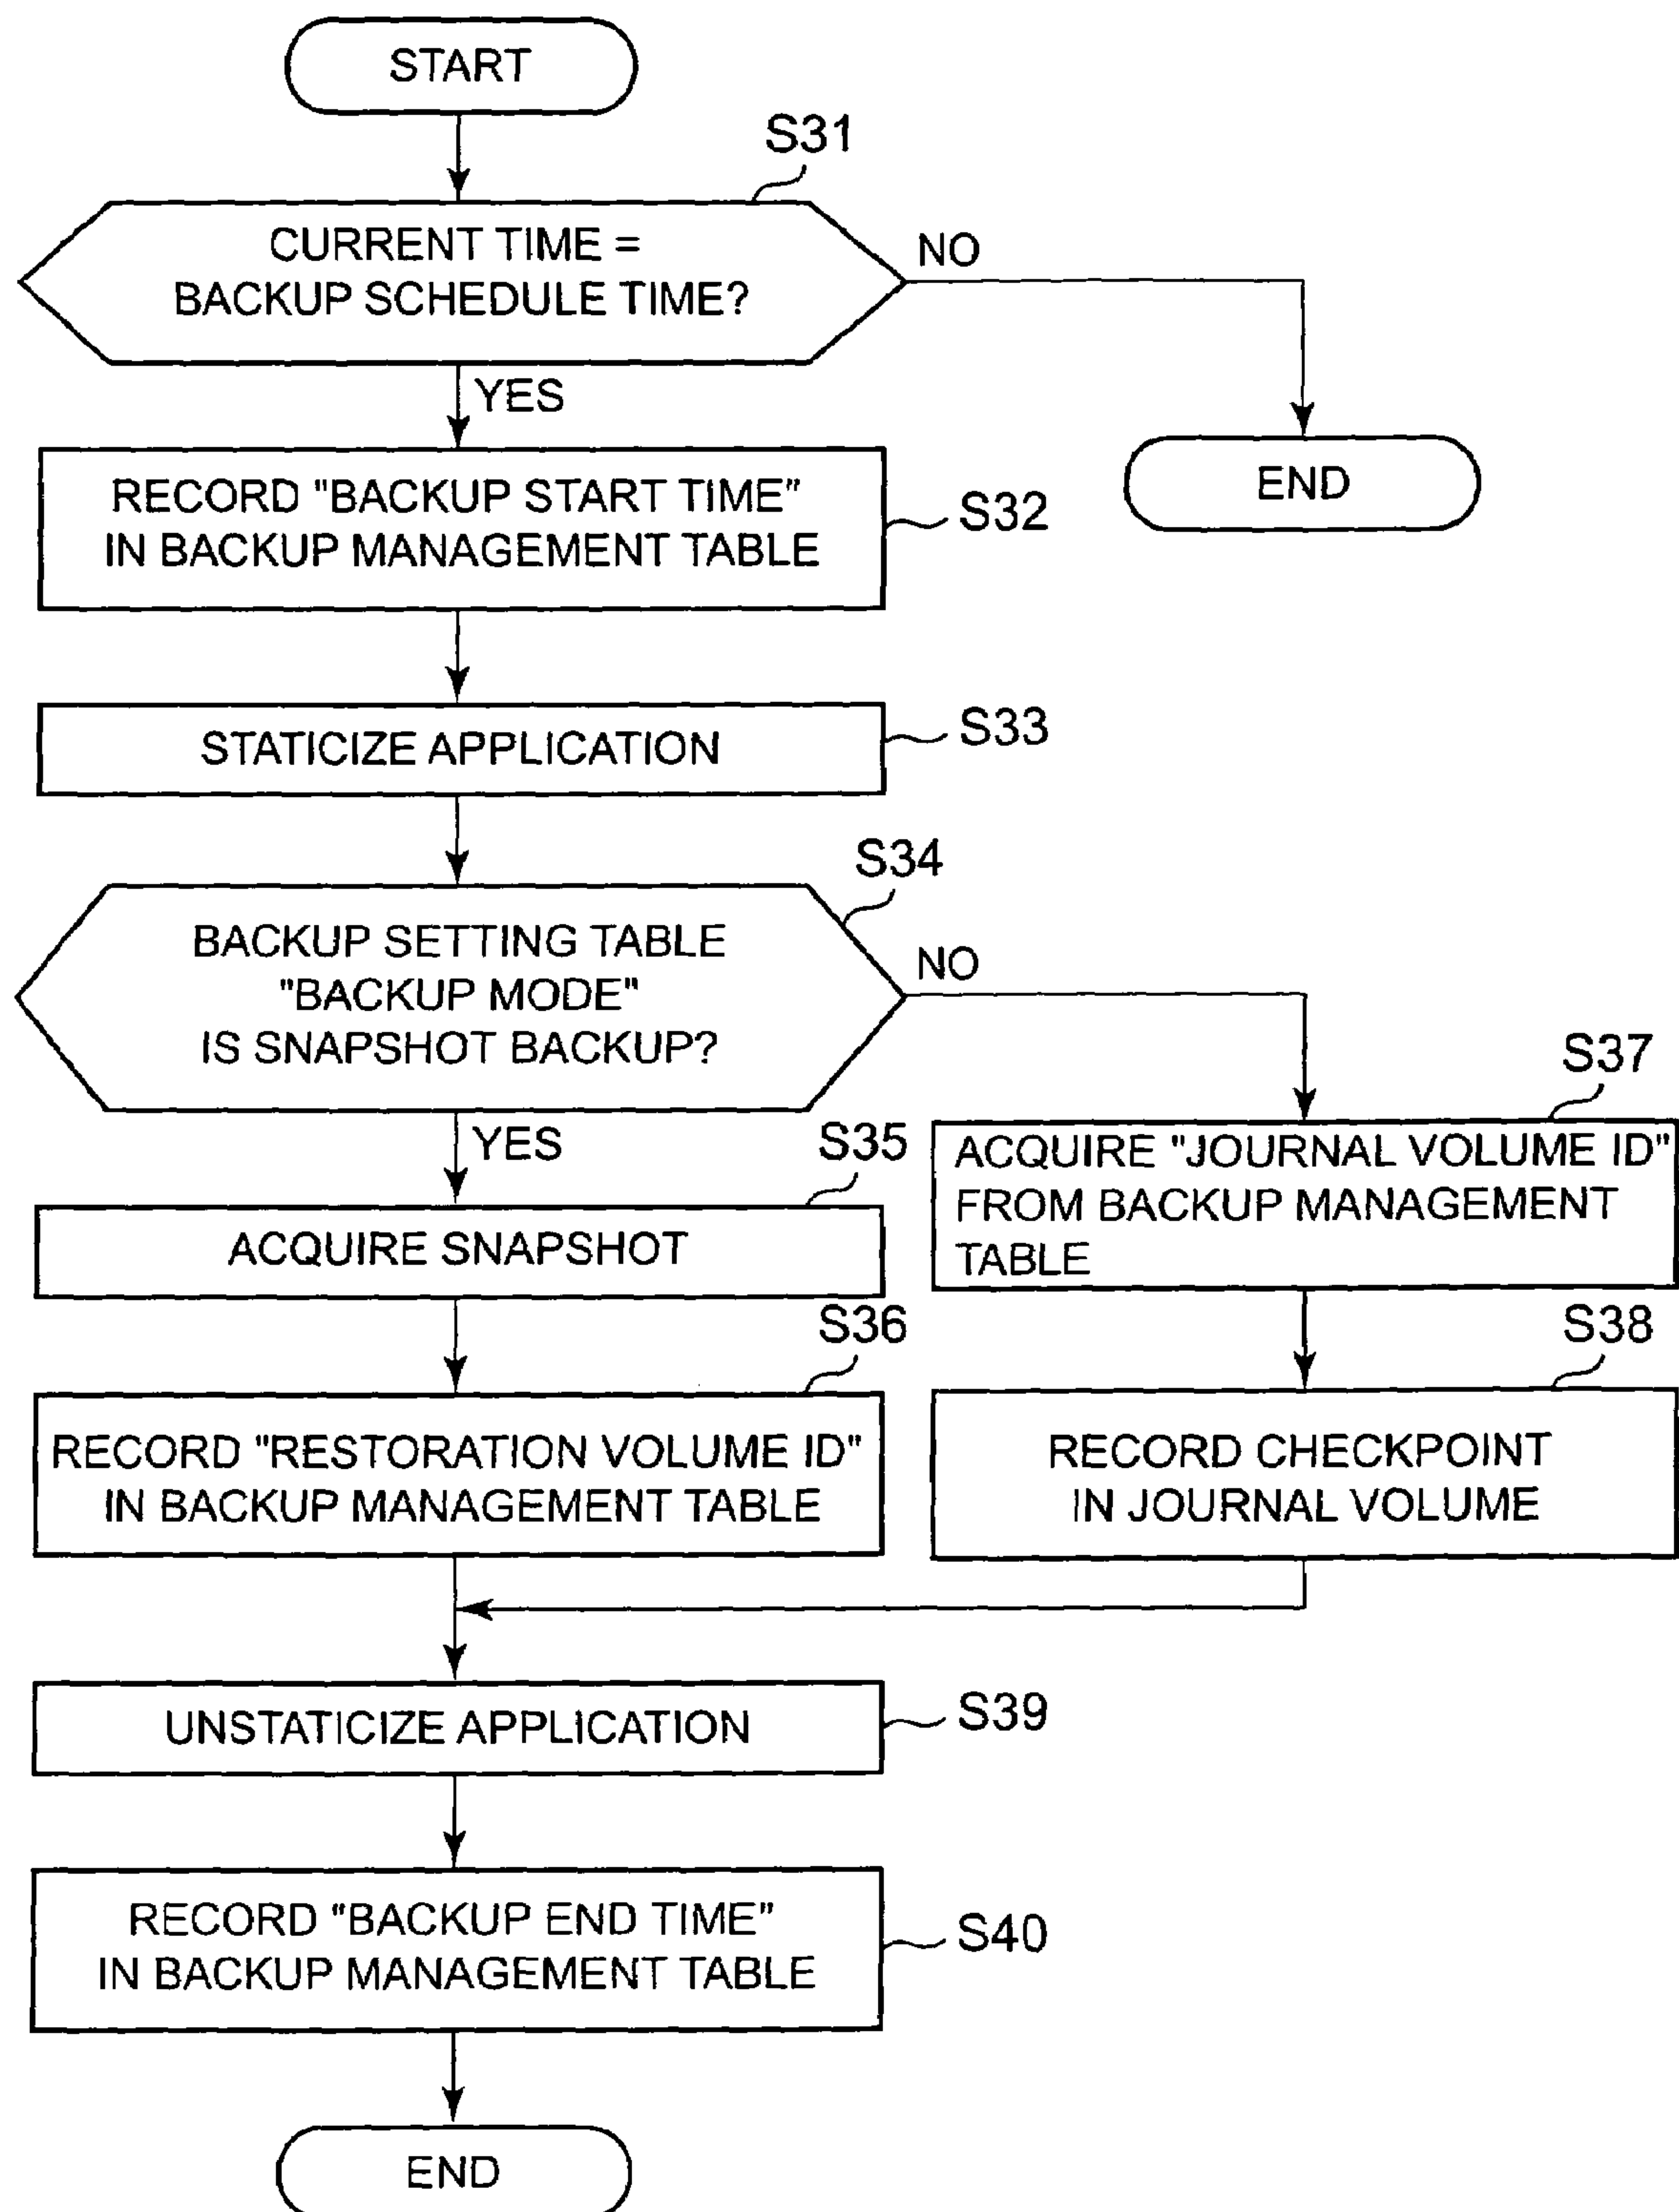 START
S31
CURRENT TIME =
BACKUP SCHEDULE TIME?
NO
YES
END
RECORD "BACKUP START TIME"
IN BACKUP MANAGEMENT TABLE
S32
STATICIZE APPLICATION
S33
S34
BACKUP SETTING TABLE
"BACKUP MODE"
IS SNAPSHOT BACKUP?
NO
YES
S35
ACQUIRE SNAPSHOT
S37
ACQUIRE "JOURNAL VOLUME ID"
FROM BACKUP MANAGEMENT
TABLE
S36
RECORD "RESTORATION VOLUME ID"
IN BACKUP MANAGEMENT TABLE
S38
RECORD CHECKPOINT
IN JOURNAL VOLUME
UNSTATICIZE APPLICATION
S39
RECORD "BACKUP END TIME"
IN BACKUP MANAGEMENT TABLE
S40
END